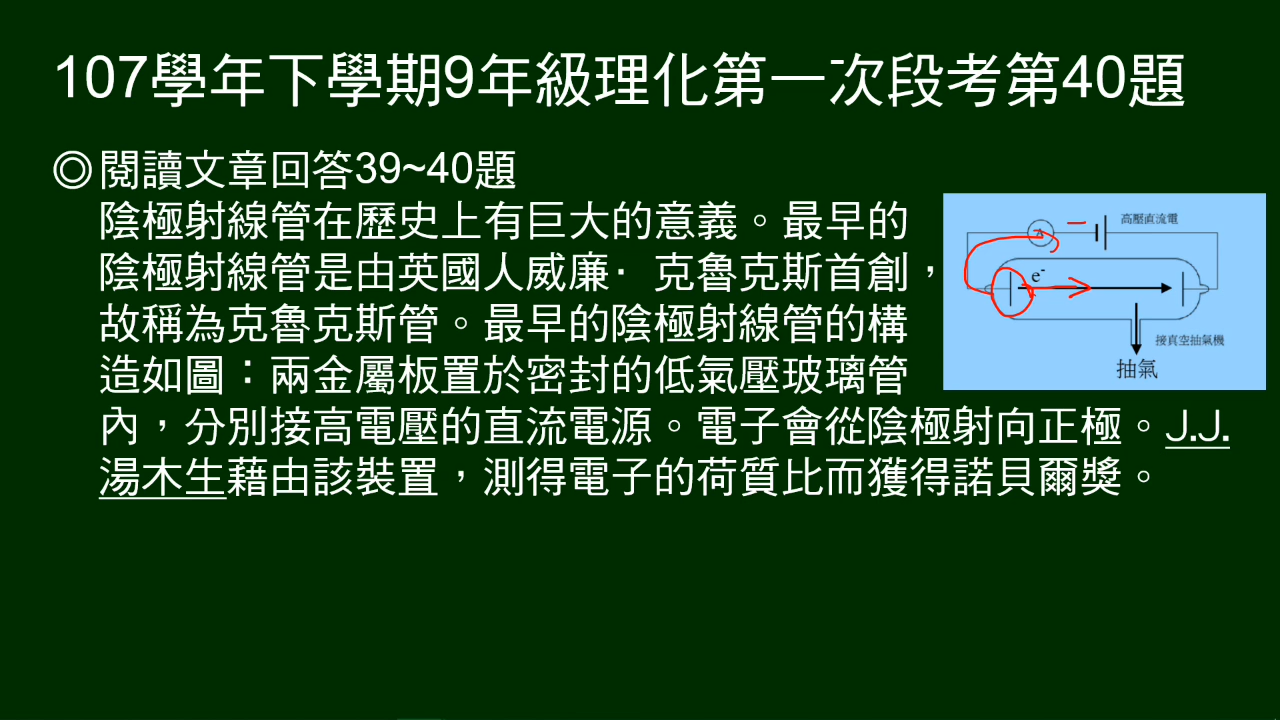 107學年下學期9年級理化第一次段考第40題
◎閱讀文章回答39~40題
陰極射線管在歷史上有巨大的意義。最早的
陰極射線管是由英國人威廉· 克魯克斯首創，
故稱為克魯克斯管。最早的陰極射線管的構
造如圖：兩金屬板置於密封的低氣壓玻璃管
內，分別接高電壓的直流電源。電子會從陰極射向正極。J.J.
湯木生藉由該裝置，測得電子的荷質比而獲得諾貝爾獎。
高壓直流電
A
−
e-
接真空抽氣機
抽氣